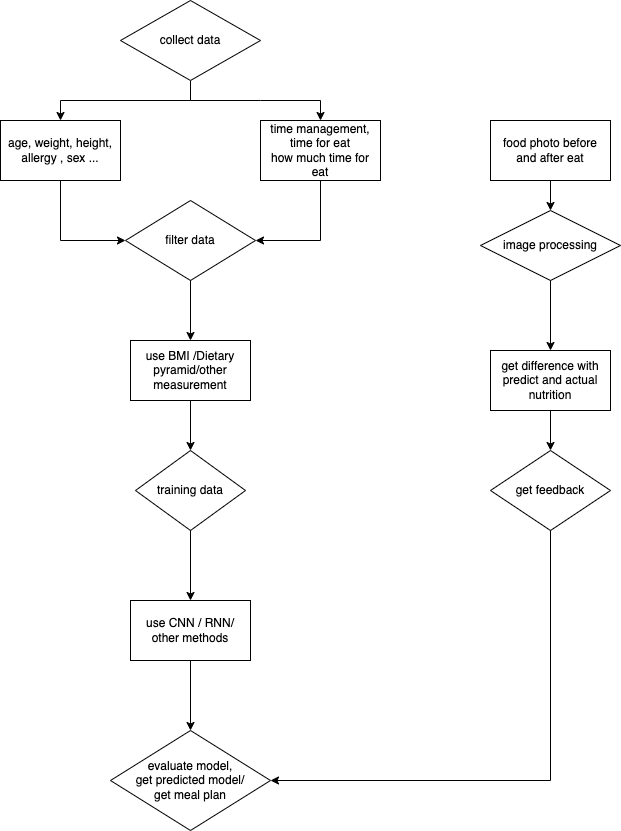 collect data
age, weight, height,
allergy , sex ...
time management,
time for eat
how much time for
eat
food photo before
and after eat
filter data
image processing
use BMI /Dietary
pyramid/other
measurement
get difference with
predict and actual
nutrition
training data
get feedback
use CNN / RNN/
other methods
evaluate model,
get predicted model/
get meal plan